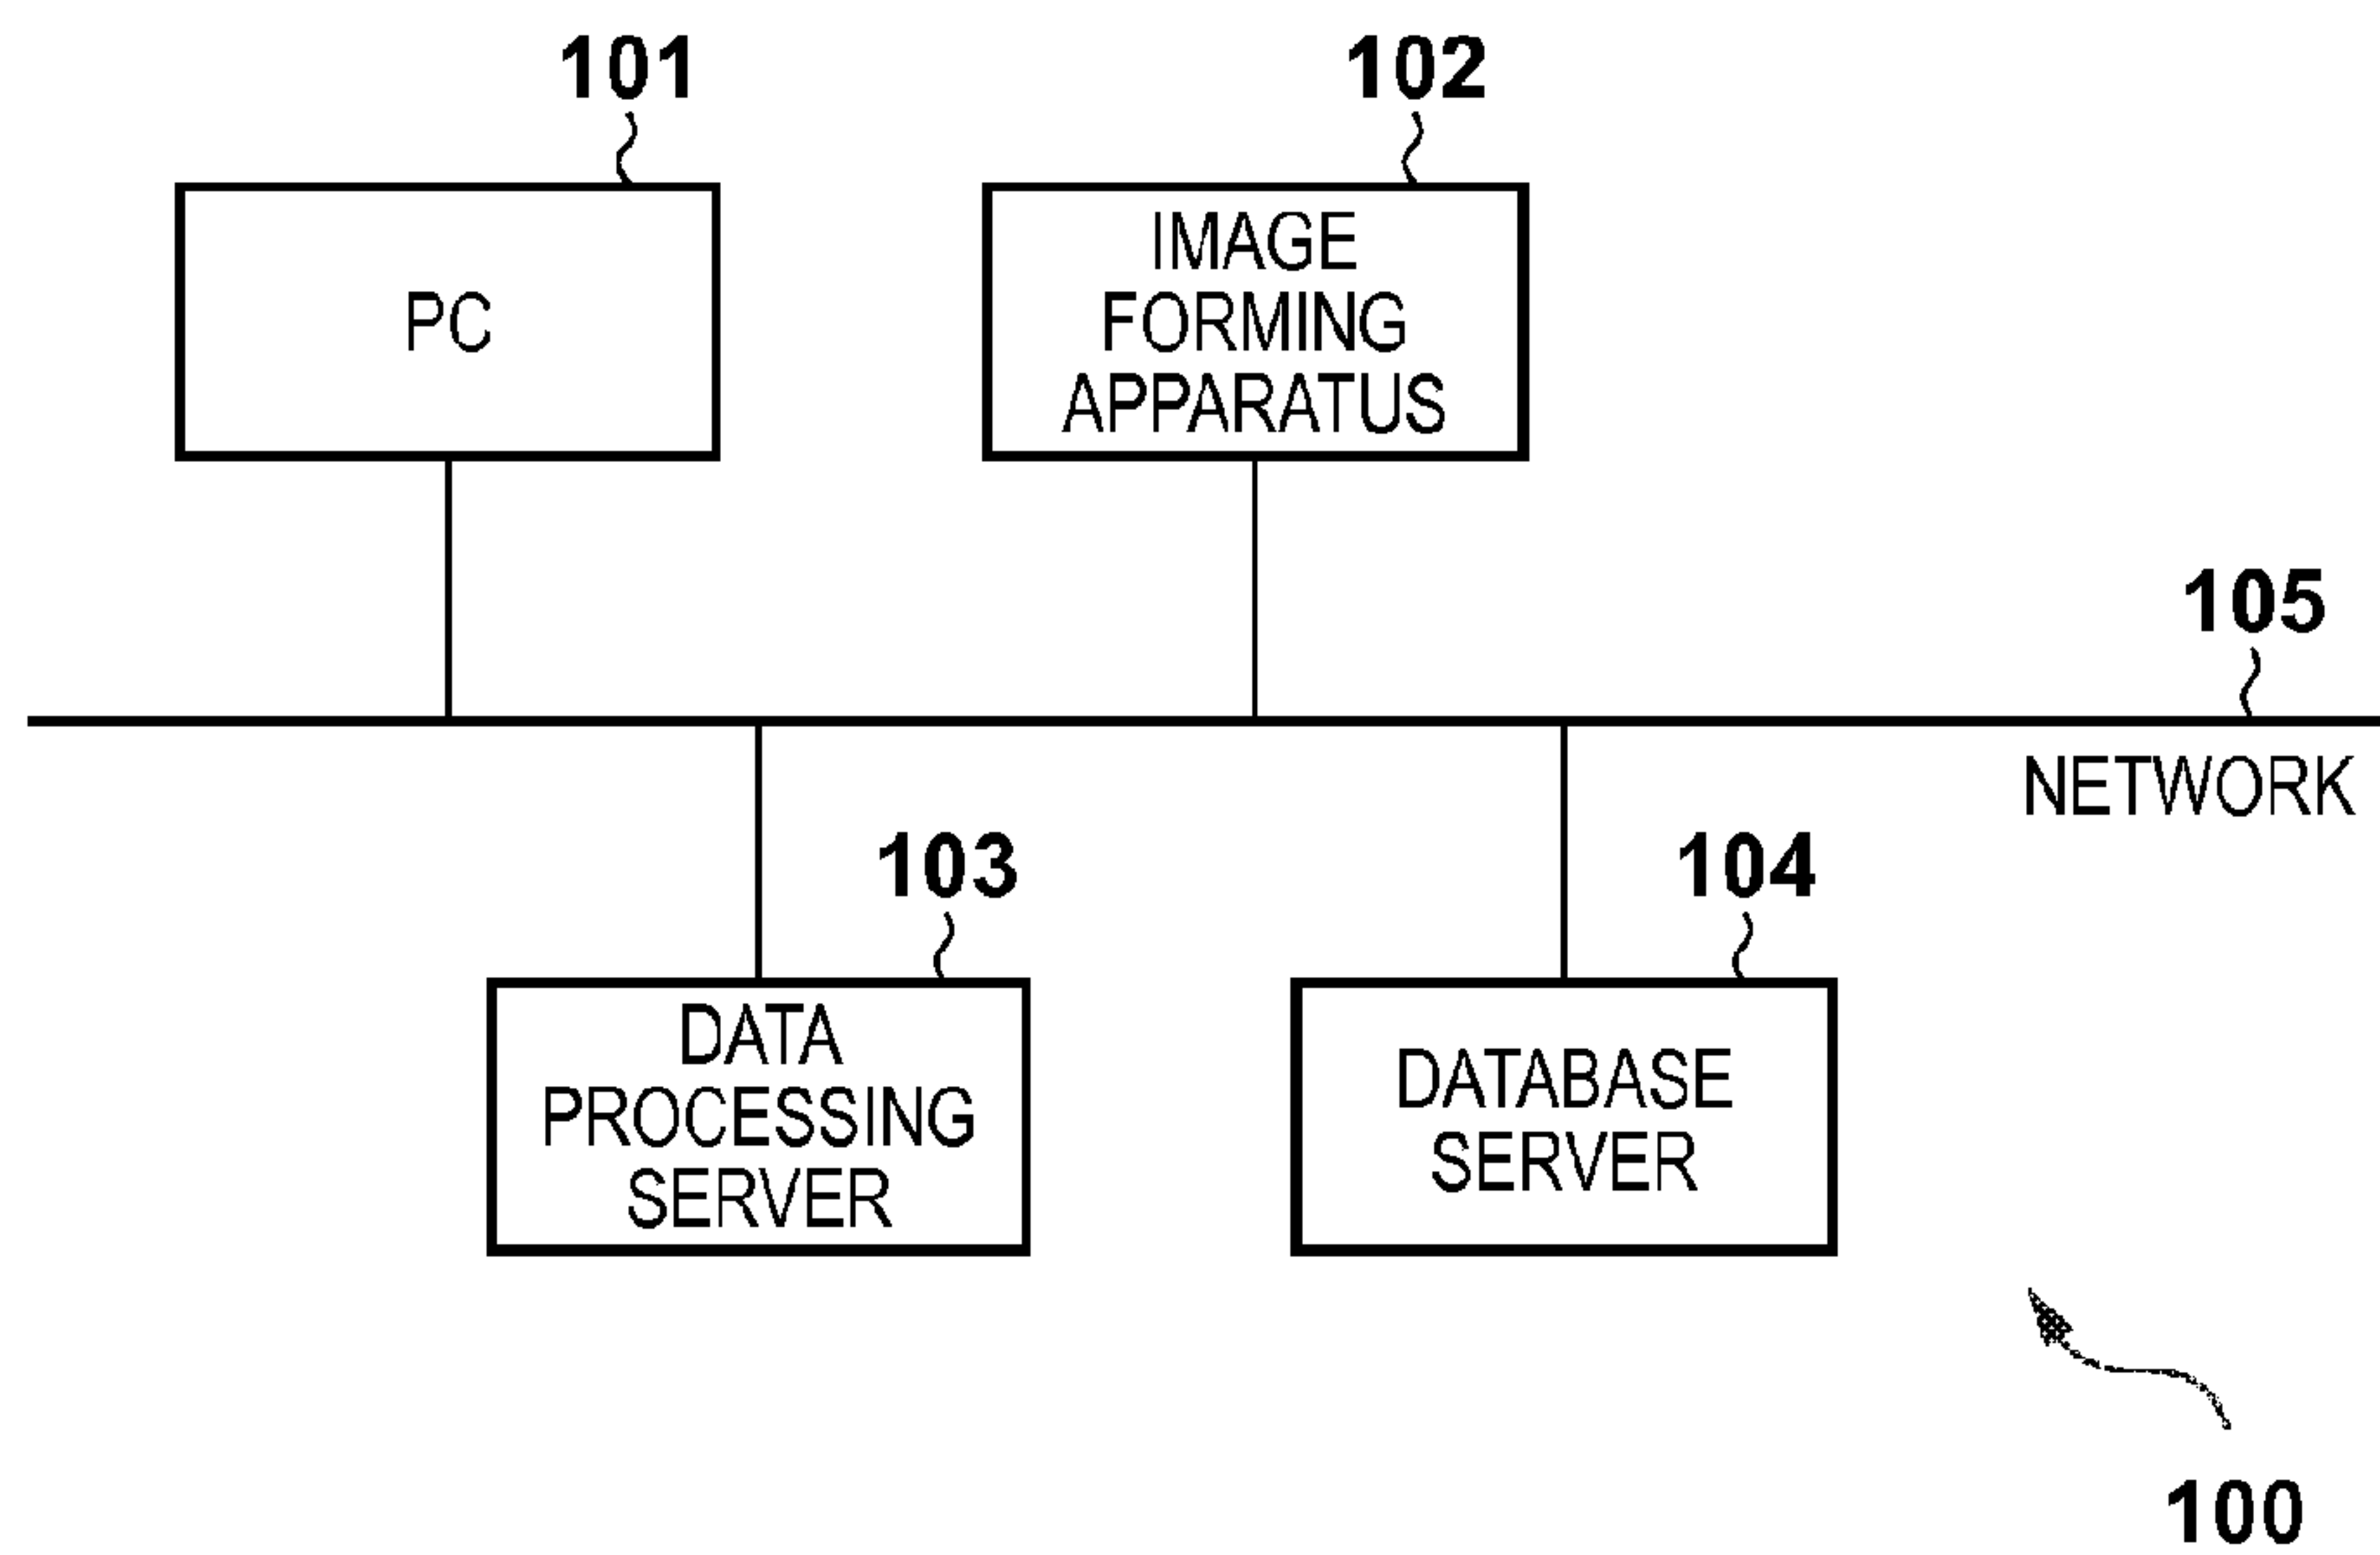 101
102
PC
IMAGE
FORMING
APPARATUS
105
NETWORK
103
104
DATA
PROCESSING
SERVER
DATABASE
SERVER
100